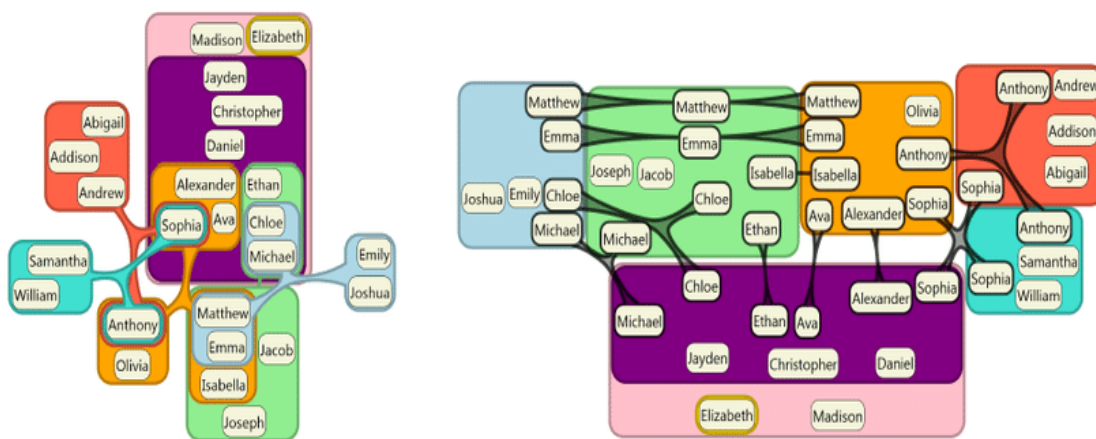 Madison
Elizabeth
Jayden
Christopher
Daniel
Abigail
Addison
Andrew
Alexander
Ethan
Ava
Chloe
Sophia
Michael
Samantha
William
Emily
Joshua
Anthony
Matthew
Emma
Jacob
Olivia
Isabella
Joseph
Matthew
Matthew
Matthew
Anthony
Andrew
Olivia
Emma
Emma
Emma
Addison
Anthony
Joseph
Jacob
Isabella
Isabella
Abigail
Joshua
Emily
Chloe
Chloe
Sophia
Sophia
Ava
Alexander
Michael
Michael
Ethan
Anthony
Samantha
Sophia
Sophia
William
Chloe
Alexander
Michael
Ethan
Ava
Jayden
Christopher
Daniel
Elizabeth
Madison